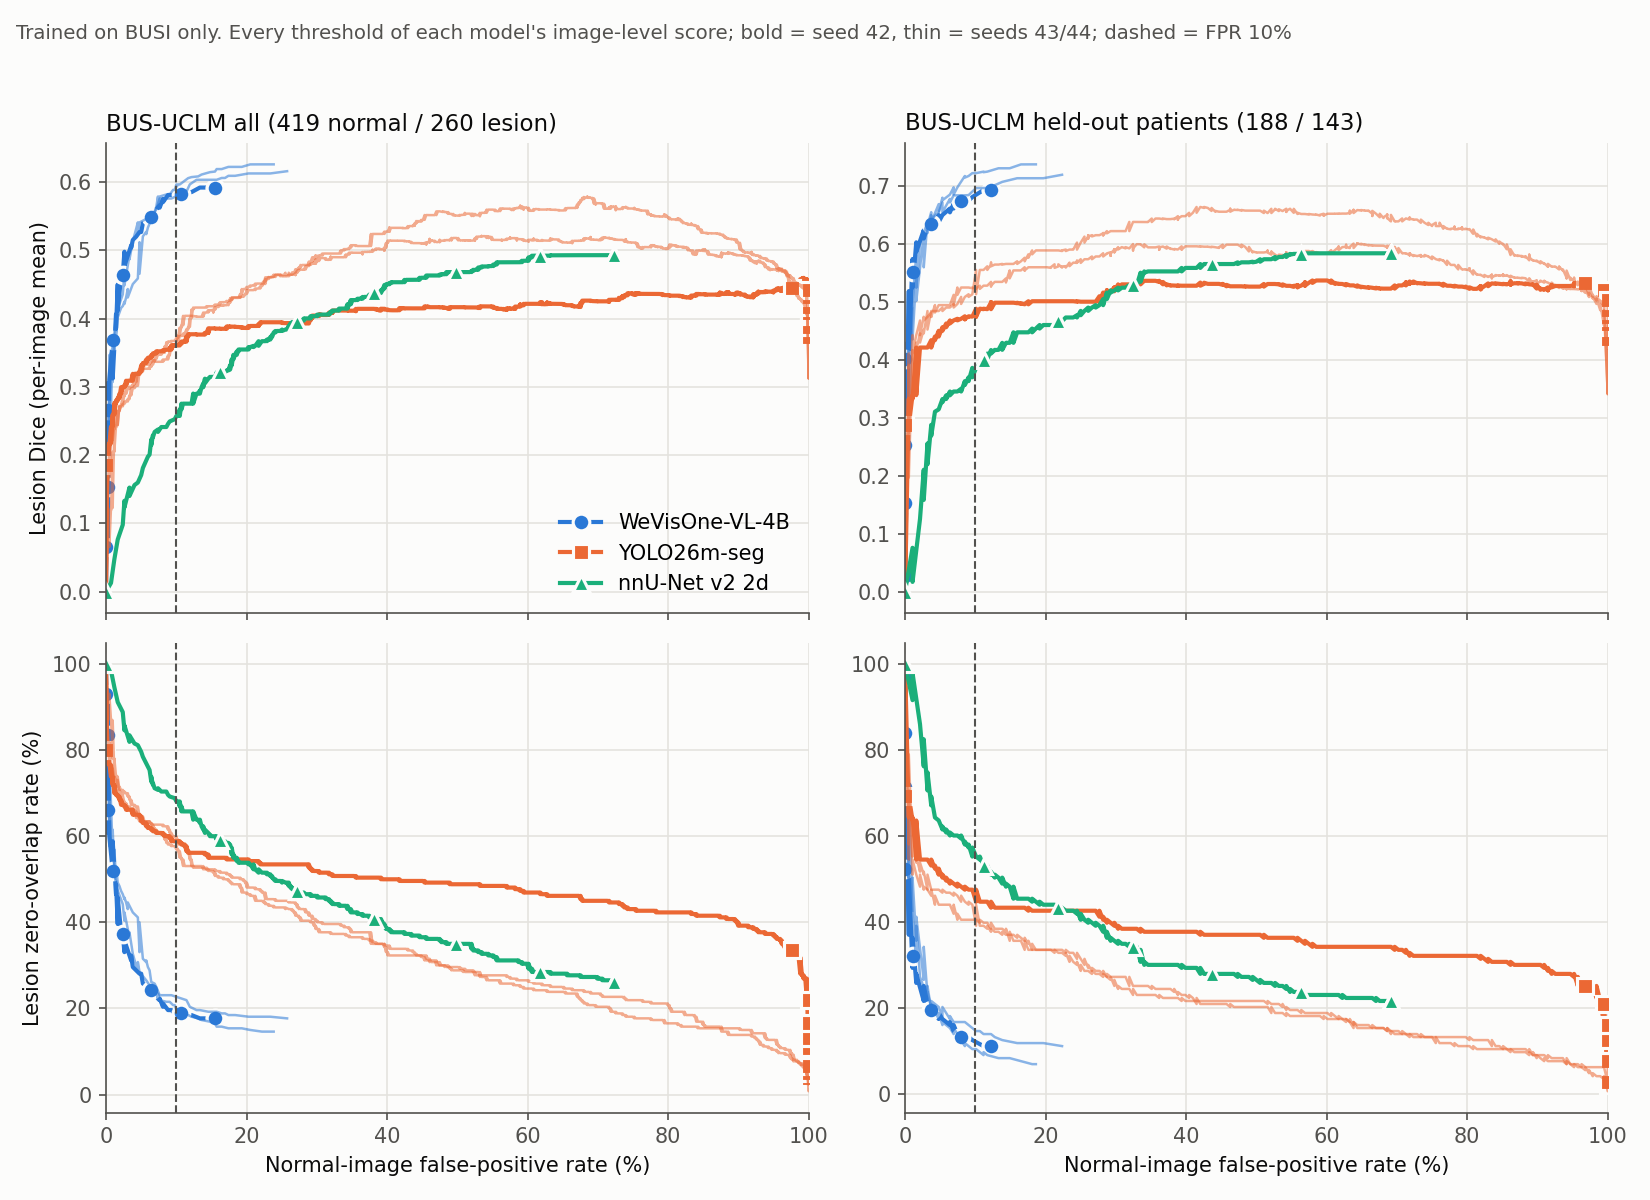 Trained on BUSI only. Every threshold of each model's image-level score; bold = seed 42, thin = seeds 43/44; dashed = FPR 10%
BUS-UCLM all (419 normal / 260 lesion)
Lesion Dice (per-image mean)
0.6
0.5
0.4
0.3
0.2
0.1
0.0
WeVisOne-VL-4B
YOLO26m-seg
nnU-Net v2 2d
BUS-UCLM held-out patients (188 / 143)
0.7
0.6
0.5
0.4
0.3
0.2
0.1
0.0
Lesion zero-overlap rate (%)
100
80
60
40
20
0
0 20 40 60 80 100
Normal-image false-positive rate (%)
100
80
60
40
20
0
0 20 40 60 80 100
Normal-image false-positive rate (%)